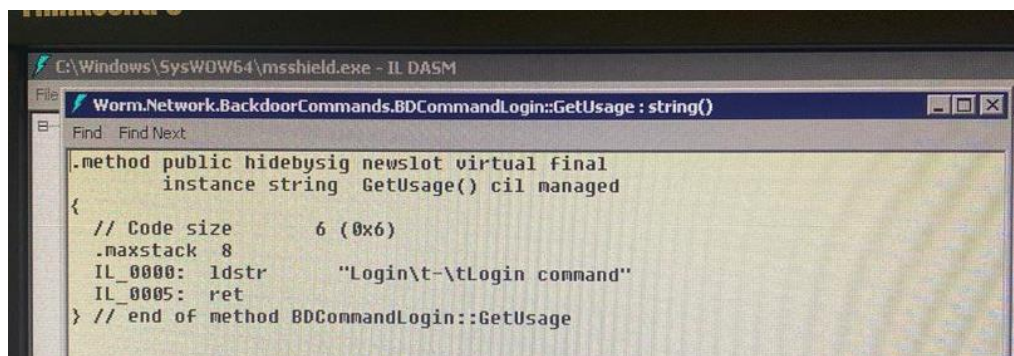 C:\Windows\SysWOW64\msshield.exe - IL DASM
File
Worm.Network.BackdoorCommands.BDCommandLogin::GetUsage : string()
Find Find Next
.method public hidebysig newslot virtual final
instance string GetUsage() cil managed
{
// Code size 6 (0x6)
.maxstack 8
IL_0000: ldstr "Login\t-\tLogin command"
IL_0005: ret
} // end of method BDCommandLogin::GetUsage